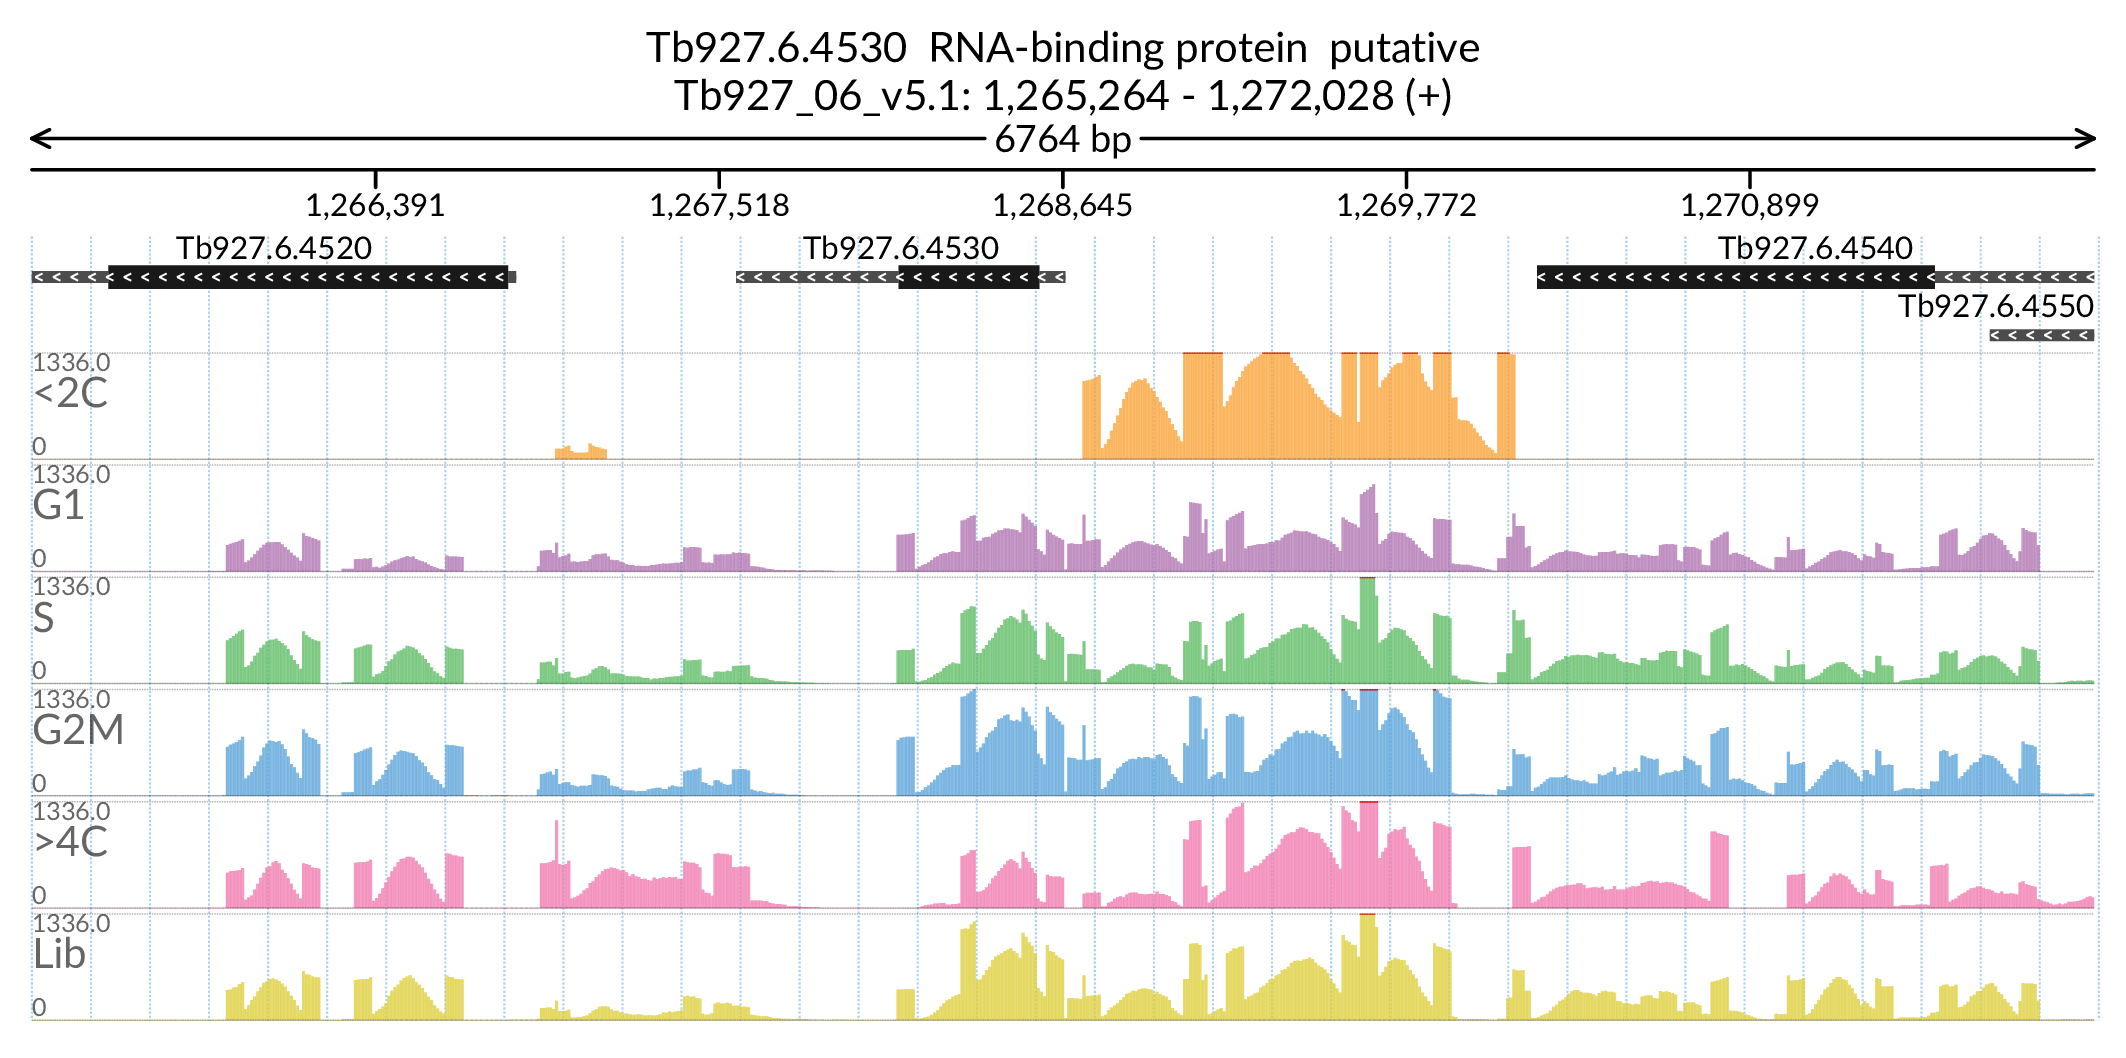 Tb927.6.4530  RNA-binding protein  putative
Tb927_06_v5.1: 1,265,264 - 1,272,028 (+)
6764 bp
1,266,391 1,267,518 1,268,645 1,269,772 1,270,899
Tb927.6.4520 Tb927.6.4530 Tb927.6.4540
Tb927.6.4550
1336.0
<2C
0
1336.0
G1
0
1336.0
S
0
1336.0
G2M
0
1336.0
>4C
0
1336.0
Lib
0